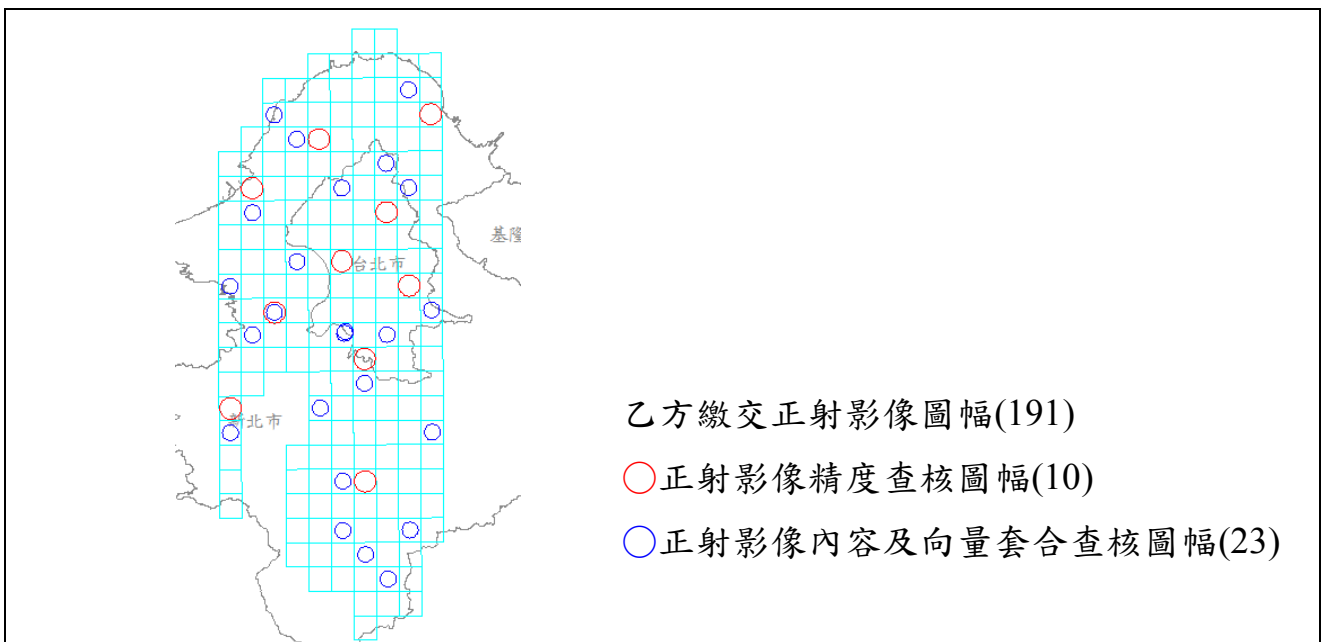 基隆
台北市
新北市
乙方繳交正射影像圖幅(191)
正射影像精度查核圖幅(10)
正射影像內容及向量套合查核圖幅(23)